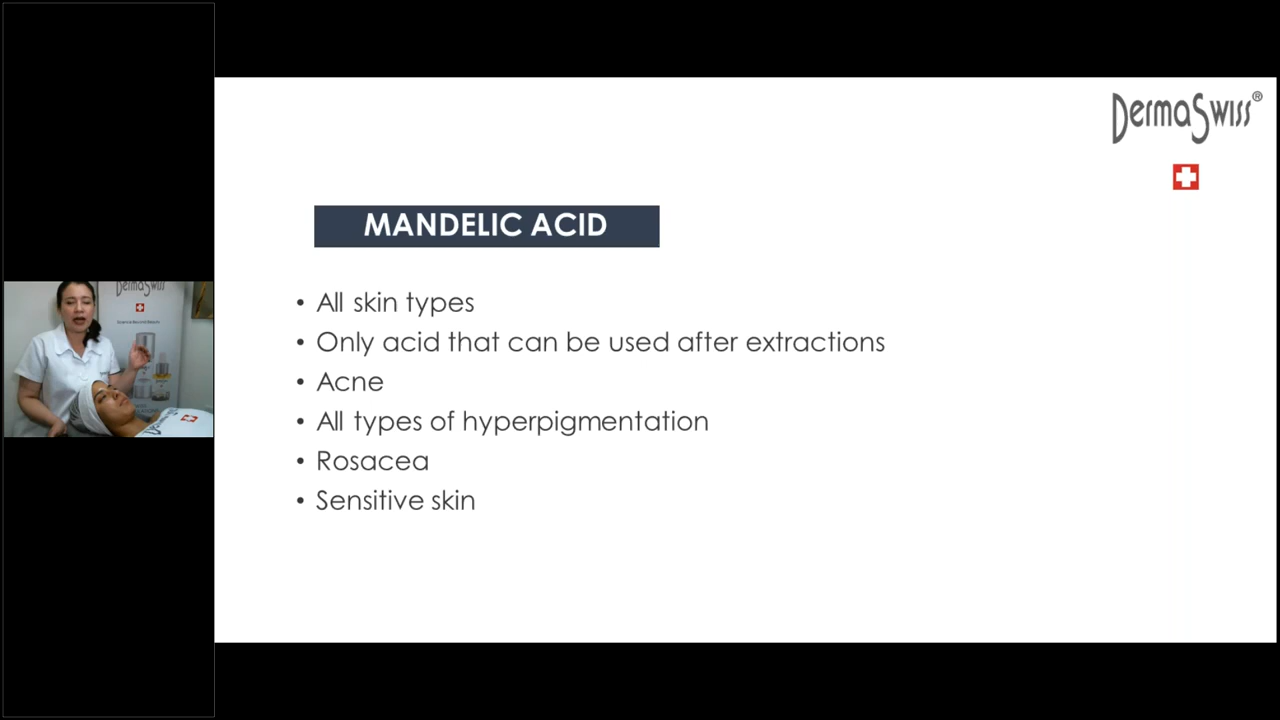 DermaSwiss®
MANDELIC ACID
• All skin types
• Only acid that can be used after extractions
• Acne
• All types of hyperpigmentation
• Rosacea
• Sensitive skin
DermaSwiss